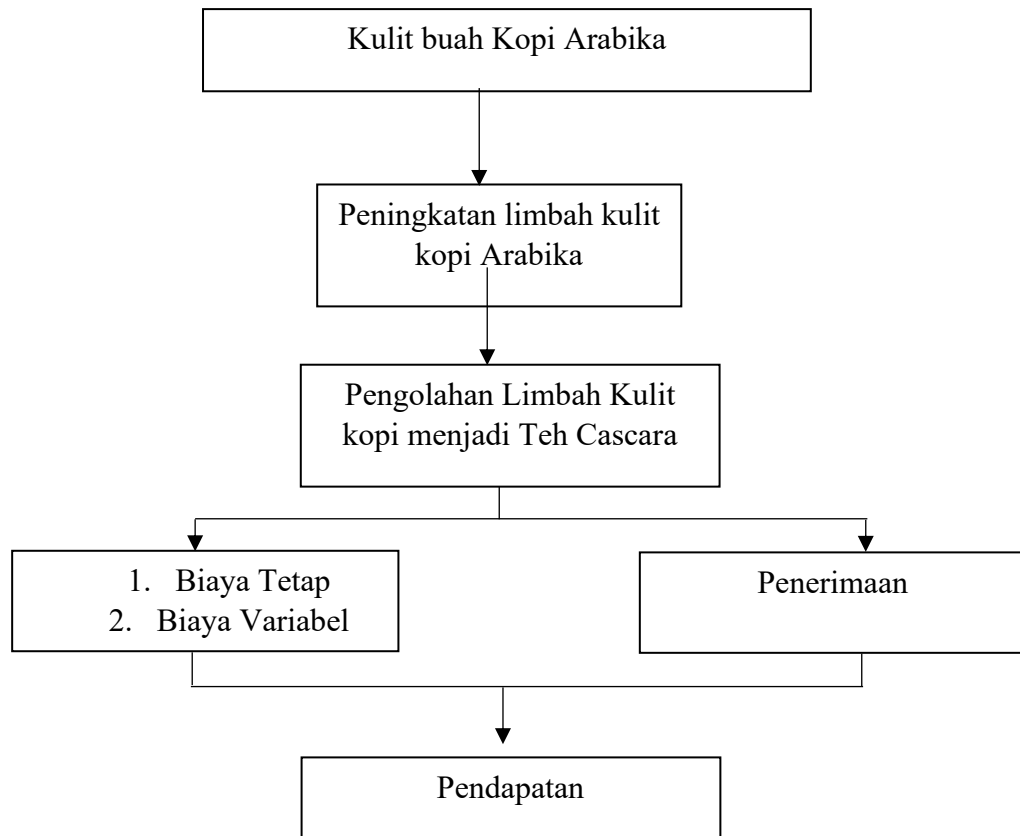 Kulit buah Kopi Arabika
Peningkatan limbah kulit
kopi Arabika
Pengolahan Limbah Kulit
kopi menjadi Teh Cascara
1. Biaya Tetap
2. Biaya Variabel
Penerimaan
Pendapatan